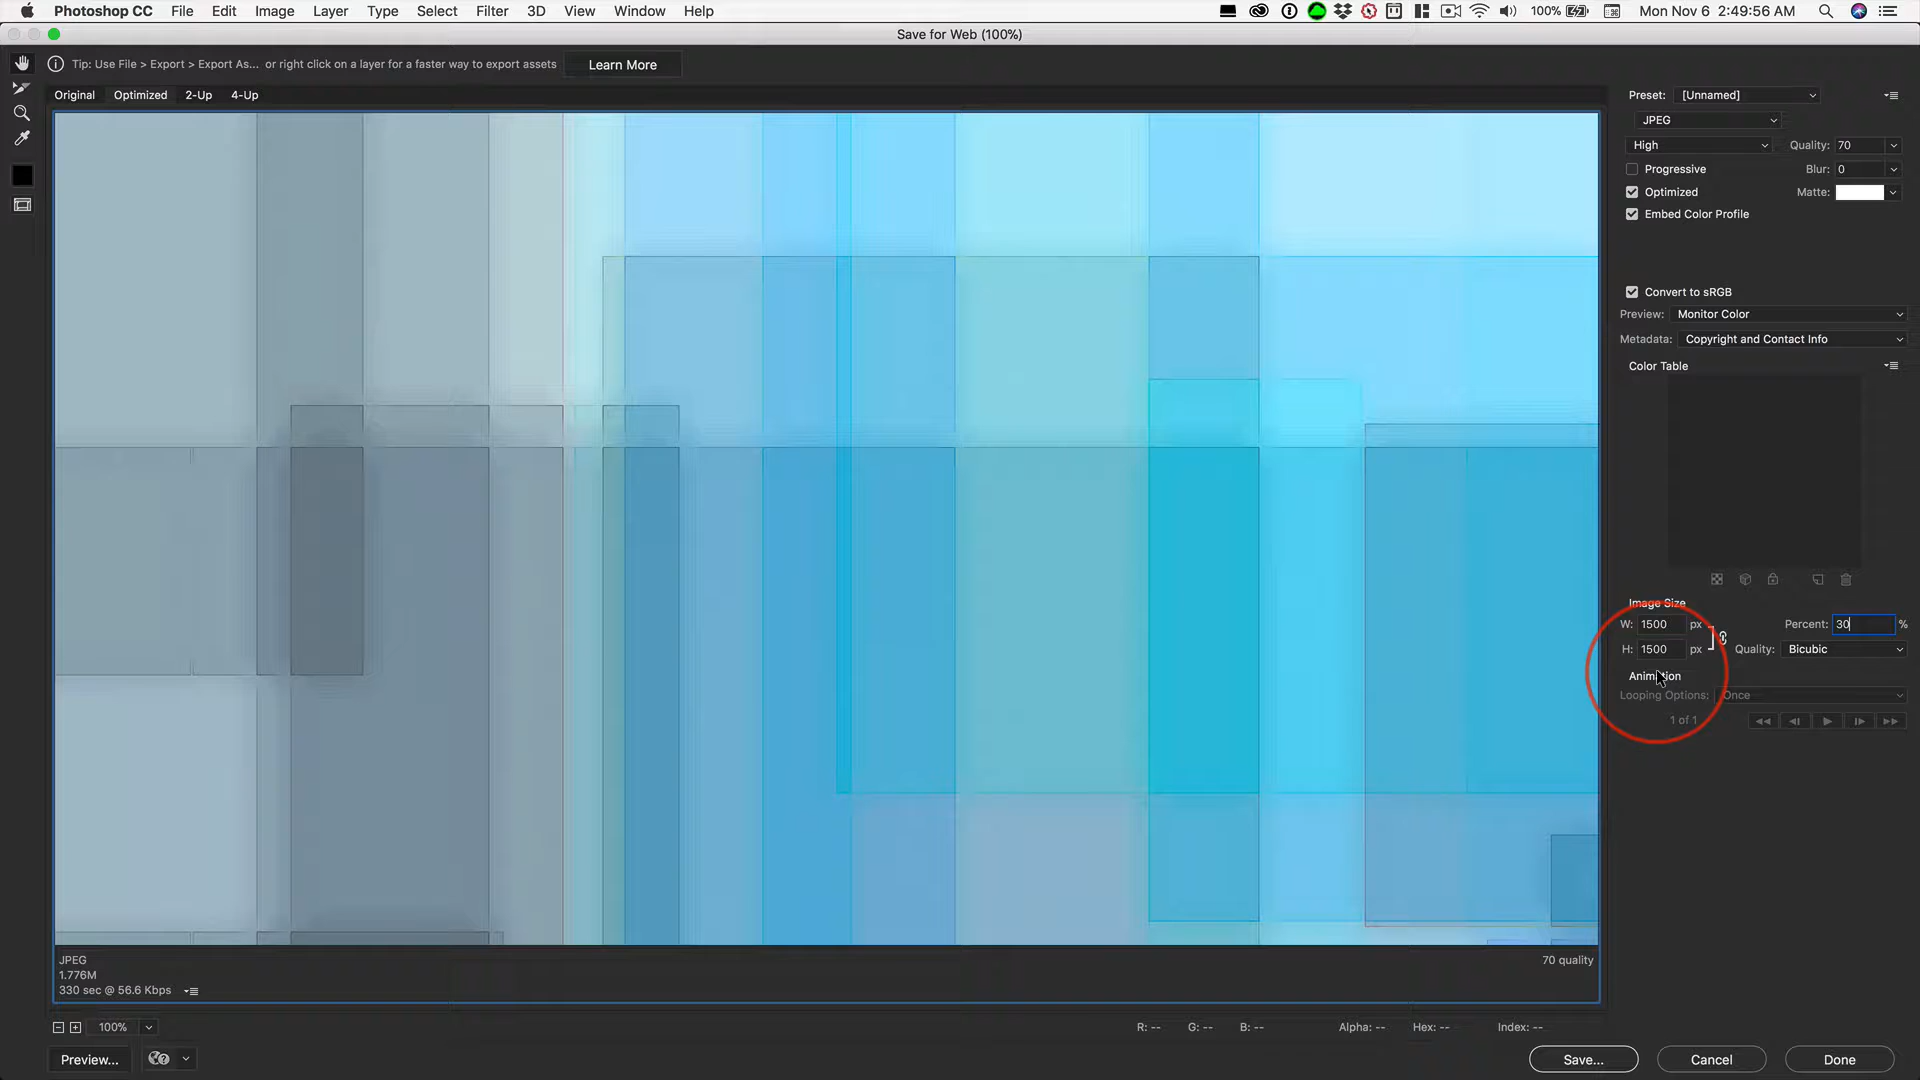 Photoshop CC File Edit Image Layer Type Select Filter 3D View Window Help 100% Mon Nov 6 2:49:56 AM
Save for Web (100%)
Tip: Use File > Export > Export As... or right click on a layer for a faster way to export assets Learn More
Original Optimized 2-Up 4-Up
Preset: [Unnamed]
JPEG
High Quality: 70
Progressive Blur: 0
Optimized Matte:
Embed Color Profile
Convert to sRGB
Preview: Monitor Color
Metadata: Copyright and Contact Info
Color Table
Image Size
W: 1500 px Percent: 30 %
H: 1500 px Quality: Bicubic
Animation
Looping Options: Once
1 of 1
JPEG 70 quality
1.776M
330 sec @ 56.6 Kbps
100% R: -- G: -- B: -- Alpha: -- Hex: -- Index: --
Preview... Save... Cancel Done